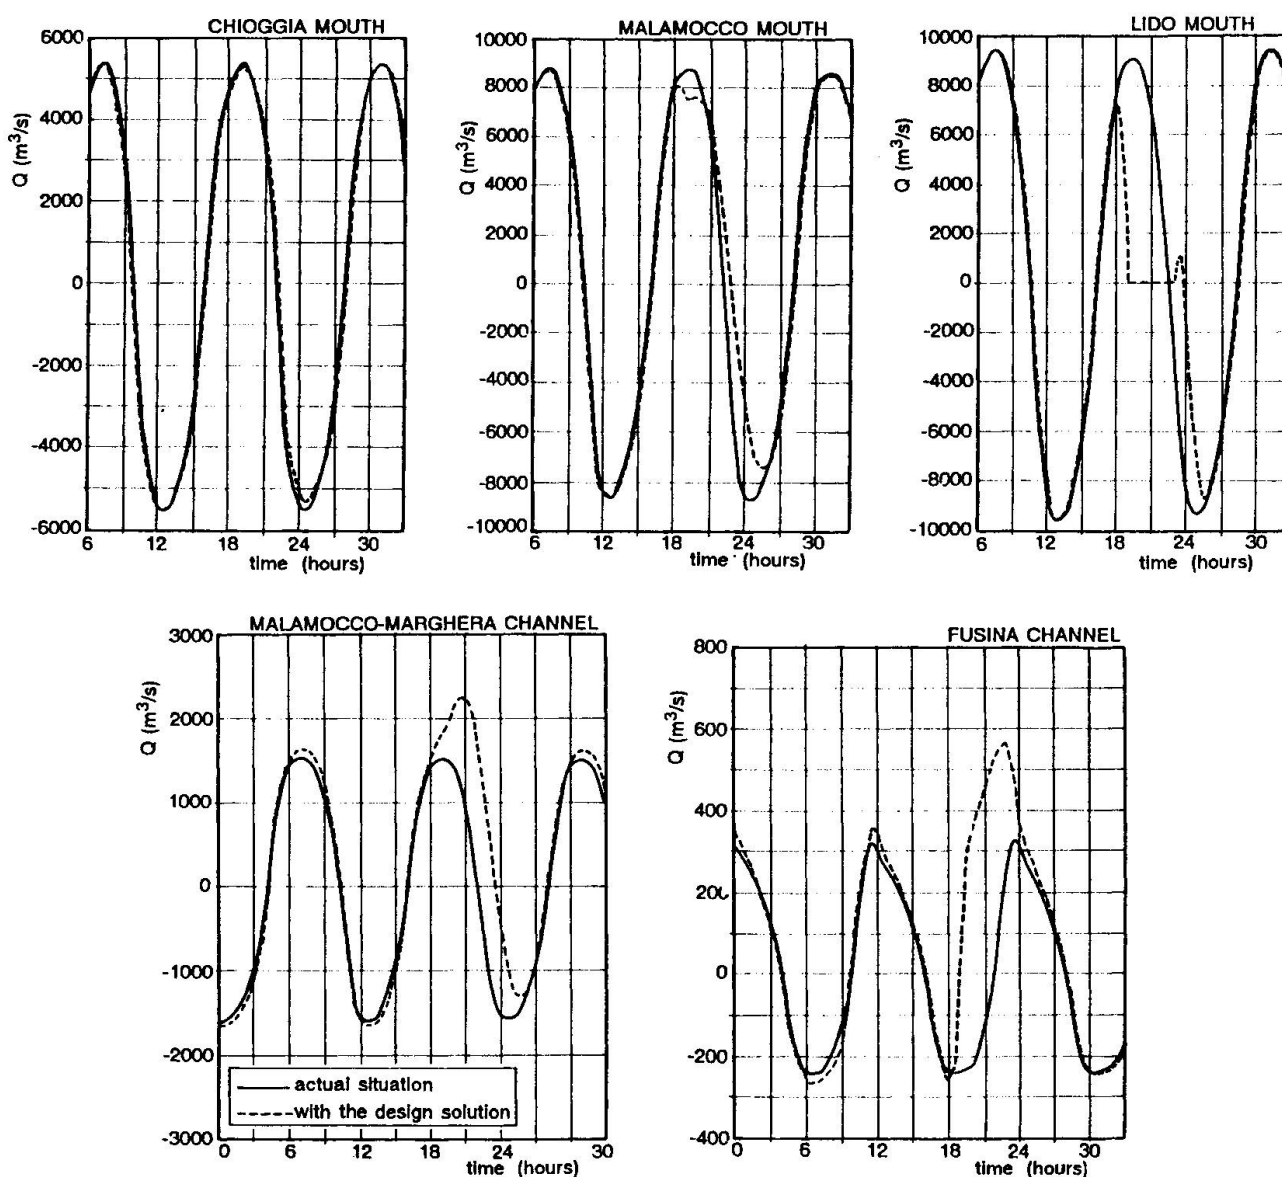 CHIOGGIA MOUTH
6000
4000
2000
0
-2000
-4000
-6000
Q (m³/s)
6 12 18 24 30
time (hours)
MALAMOCCO MOUTH
10000
8000
6000
4000
2000
0
-2000
-4000
-6000
-8000
-10000
Q (m³/s)
6 12 18 24 30
time (hours)
LIDO MOUTH
10000
8000
6000
4000
2000
0
-2000
-4000
-6000
-8000
-10000
Q (m³/s)
6 12 18 24 30
time (hours)
MALAMOCCO-MARGHERA CHANNEL
3000
2000
1000
0
-1000
-2000
-3000
Q (m³/s)
actual situation
with the design solution
0 6 12 18 24 30
time (hours)
FUSINA CHANNEL
800
600
400
200
0
-200
-400
Q (m³/s)
0 6 12 18 24 30
time (hours)